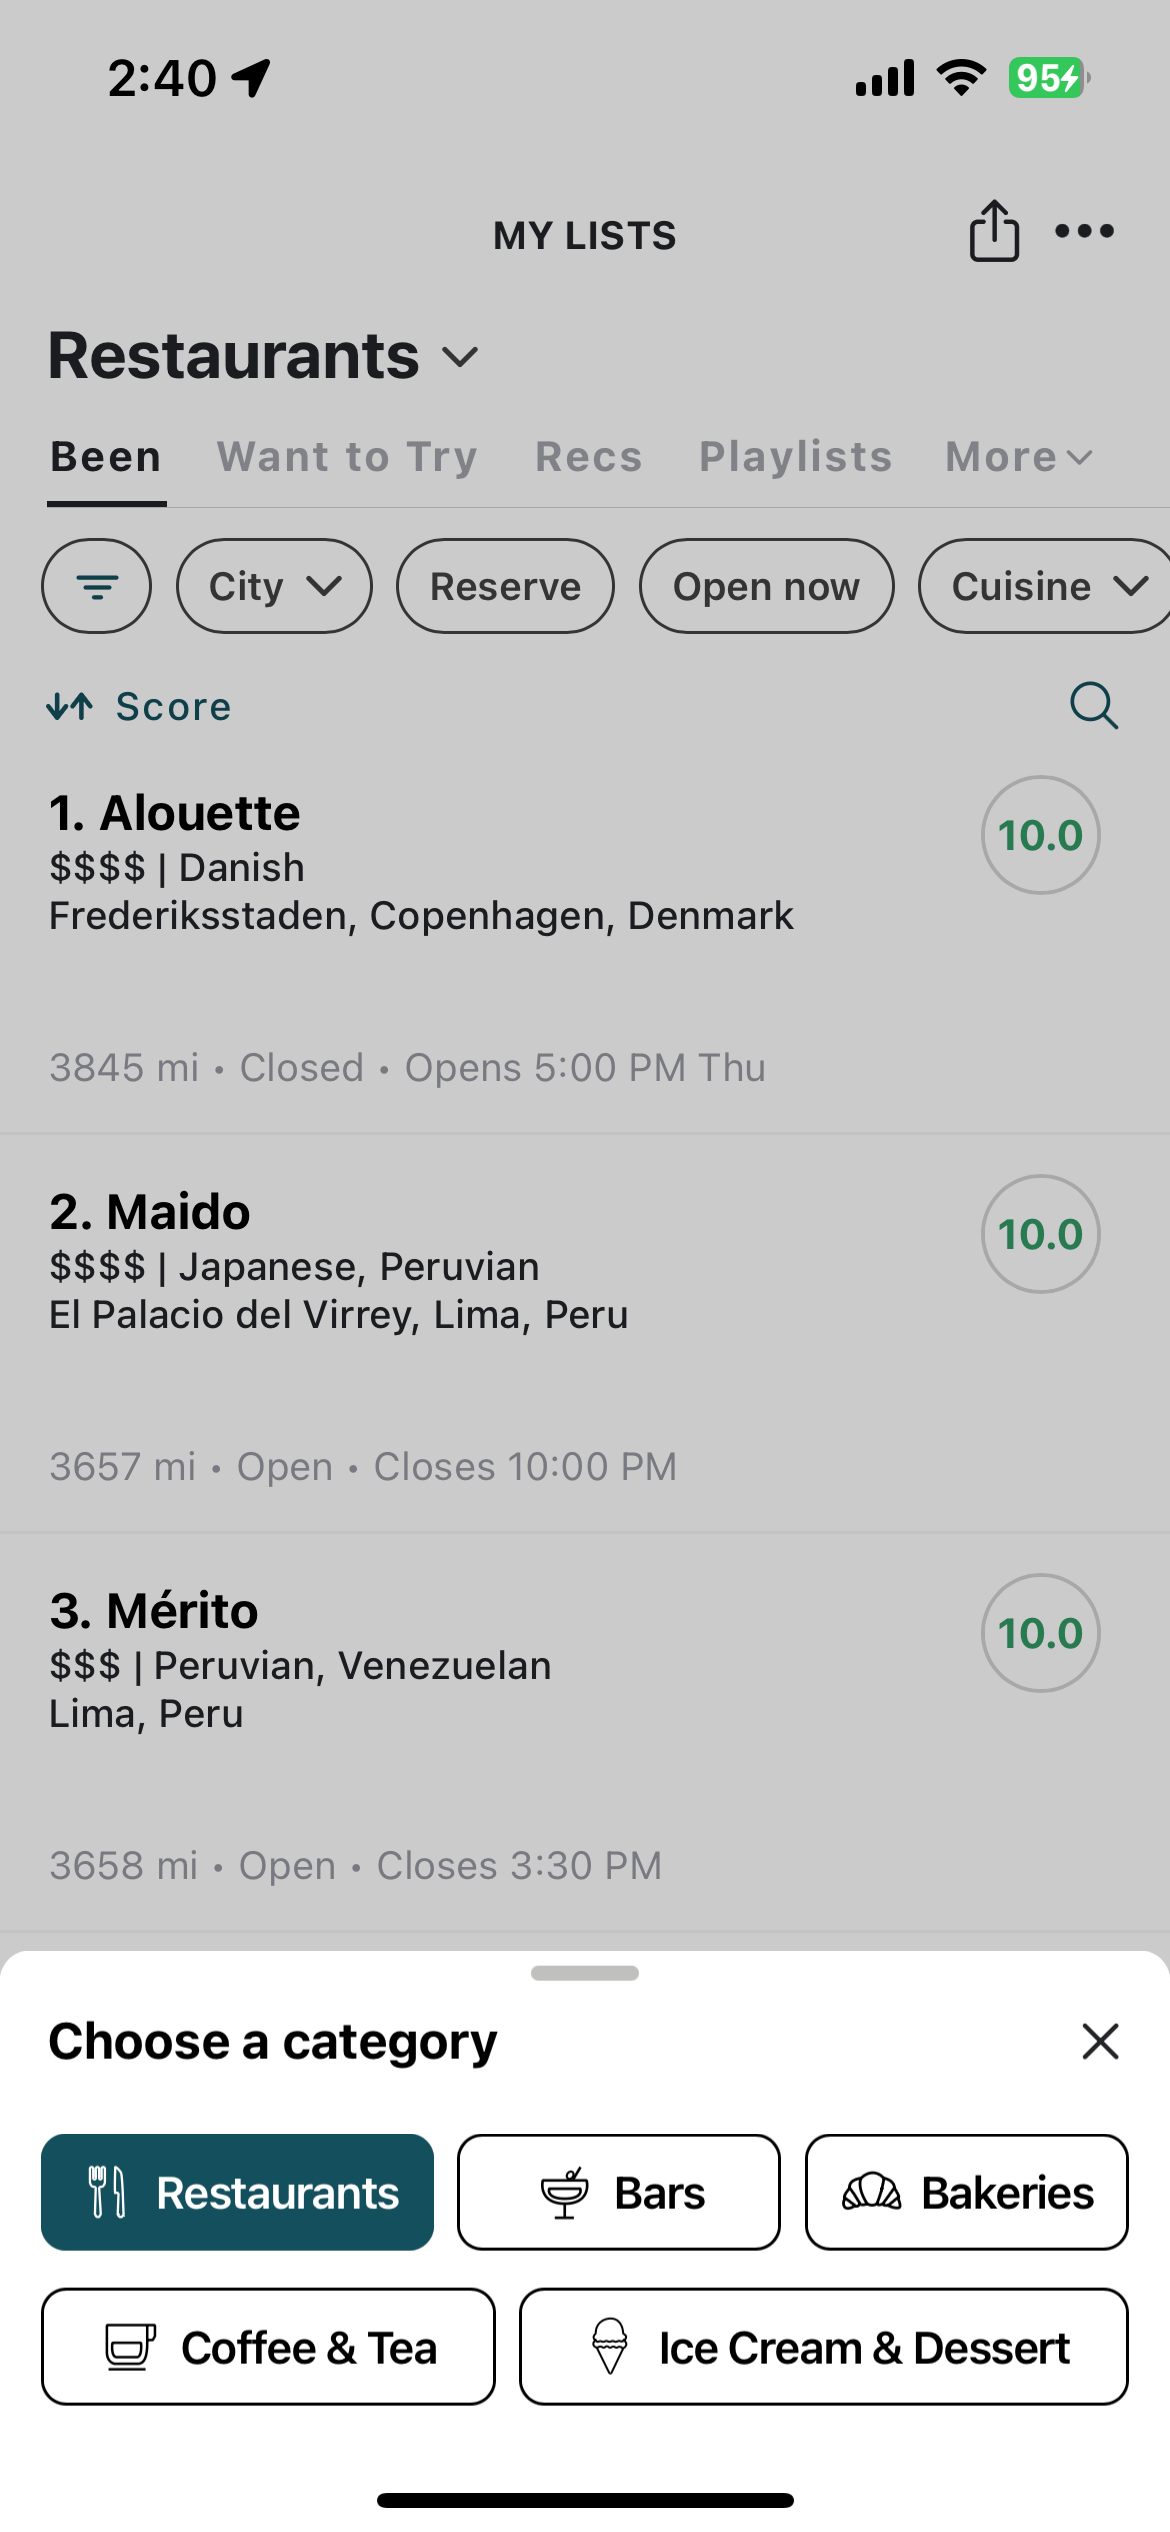 2:40
95
MY LISTS
Restaurants
Been Want to Try Recs Playlists More
City Reserve Open now Cuisine
Score
1. Alouette
10.0
$$$$ | Danish
Frederiksstaden, Copenhagen, Denmark
3845 mi • Closed • Opens 5:00 PM Thu
2. Maido
10.0
$$$$ | Japanese, Peruvian
El Palacio del Virrey, Lima, Peru
3657 mi • Open • Closes 10:00 PM
3. Mérito
10.0
$$$ | Peruvian, Venezuelan
Lima, Peru
3658 mi • Open • Closes 3:30 PM
Choose a category
Restaurants Bars Bakeries
Coffee & Tea Ice Cream & Dessert